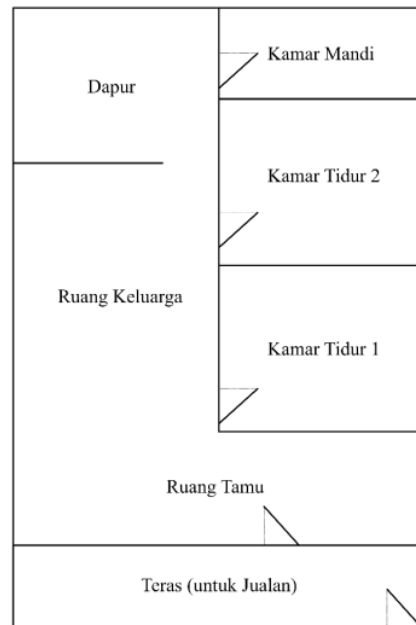 Kamar Mandi
Dapur
Kamar Tidur 2
Ruang Keluarga
Kamar Tidur 1
Ruang Tamu
Teras (untuk Jualan)